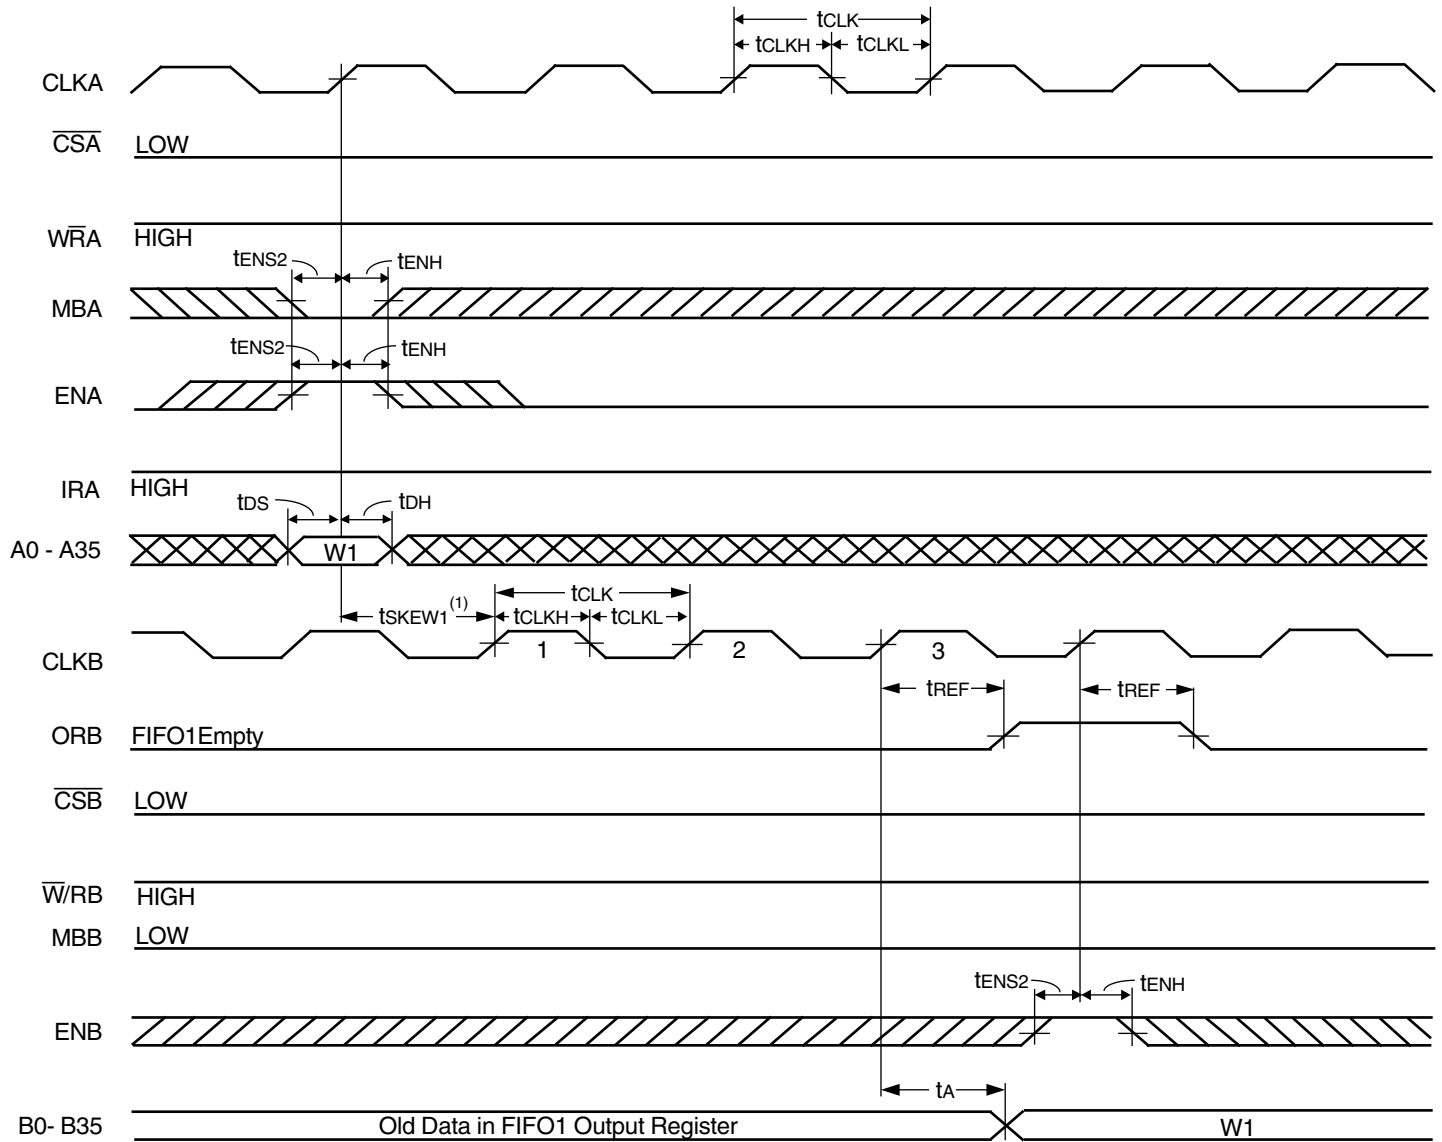 tCLK
tCLKH tCLKL
CLKA
CSA LOW
WRA HIGH
tENS2 tENH
MBA
tENS2 tENH
ENA
IRA HIGH
tDS tDH
A0 - A35 W1
tCLK
tSKEW1(1) tCLKH tCLKL
CLKB 1 2 3
tREF tREF
ORB FIFO1Empty
CSB LOW
W/RB HIGH
MBB LOW
tENS2 tENH
ENB
tA
B0- B35 Old Data in FIFO1 Output Register W1